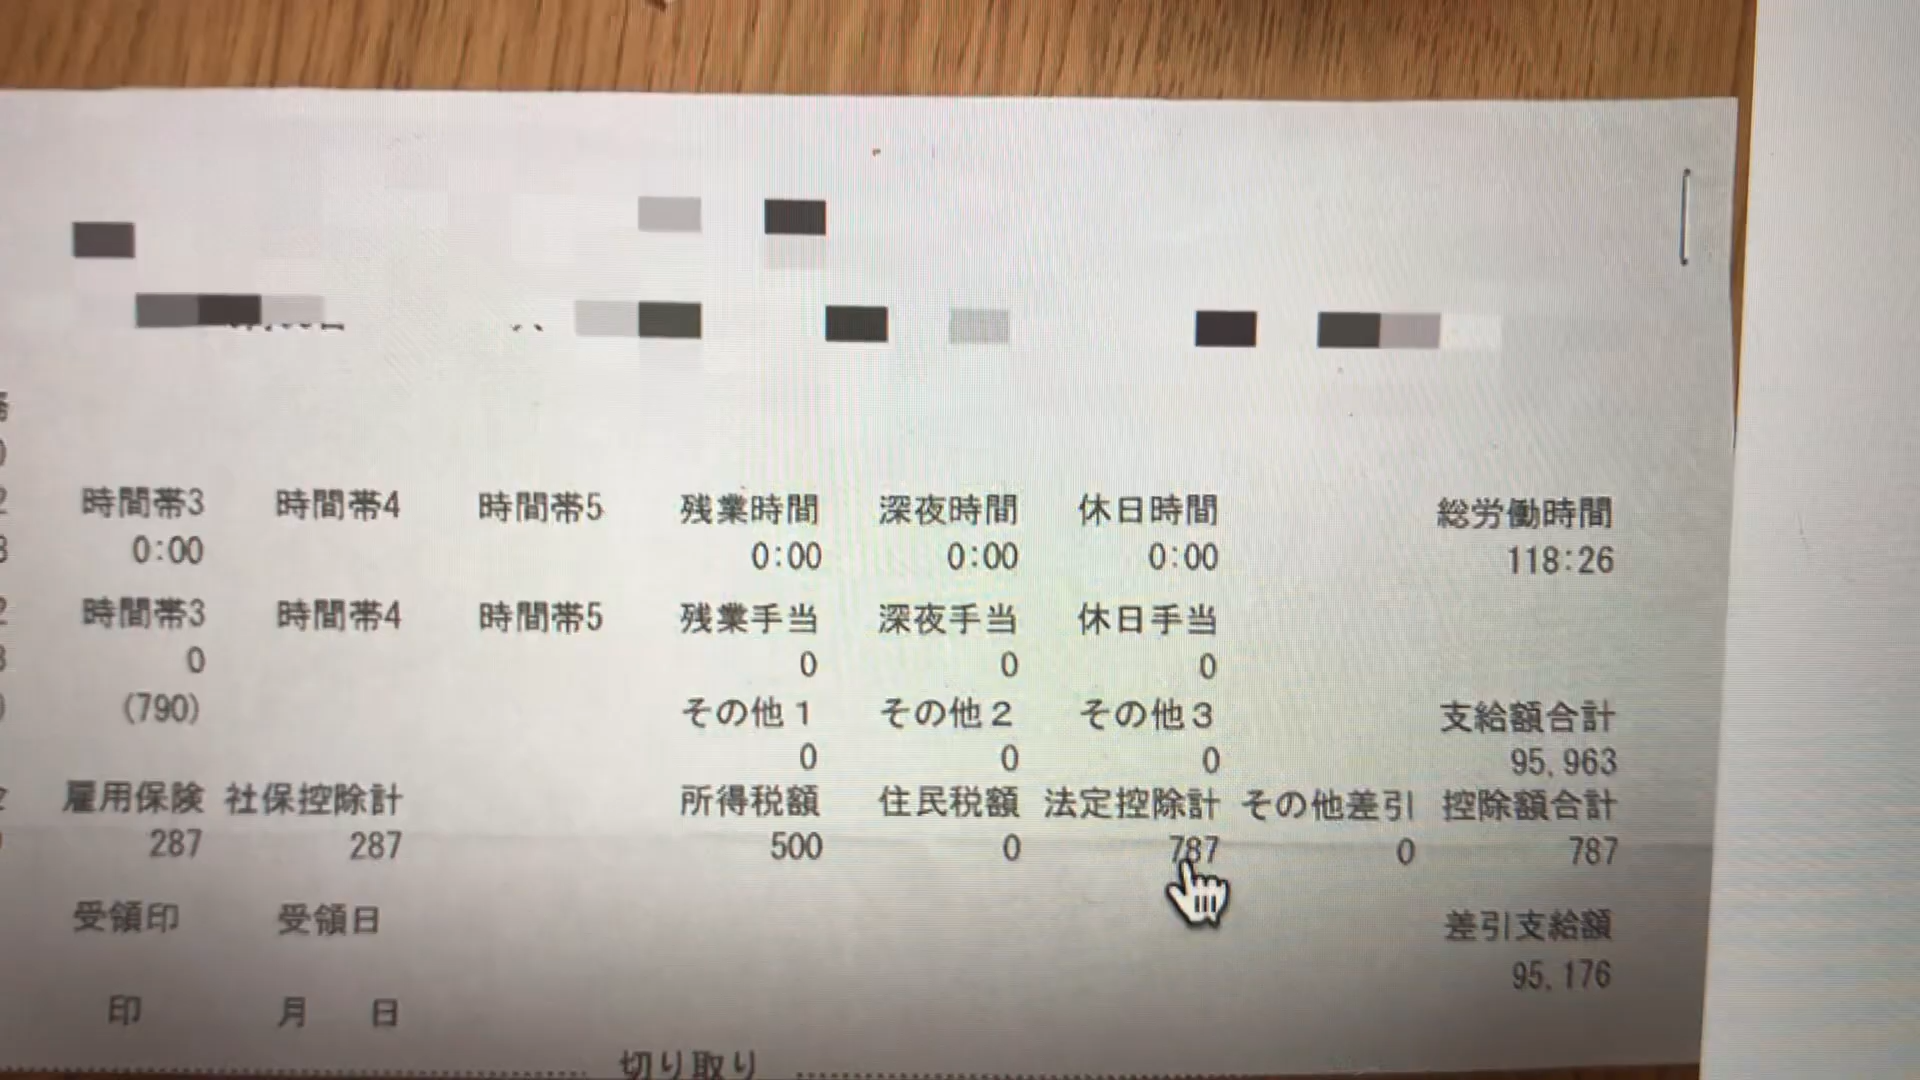 時間帯3 時間帯4 時間帯5 残業時間 深夜時間 休日時間 総労働時間
0:00 0:00 0:00 0:00 118:26
時間帯3 時間帯4 時間帯5 残業手当 深夜手当 休日手当
0 0 0 0
(790) その他1 その他2 その他3 支給額合計
0 0 0 95,963
雇用保険 社保控除計 所得税額 住民税額 法定控除計 その他差引 控除額合計
287 287 500 0 787 0 787
受領印 受領日 差引支給額
95,176
印 月 日
切り取り